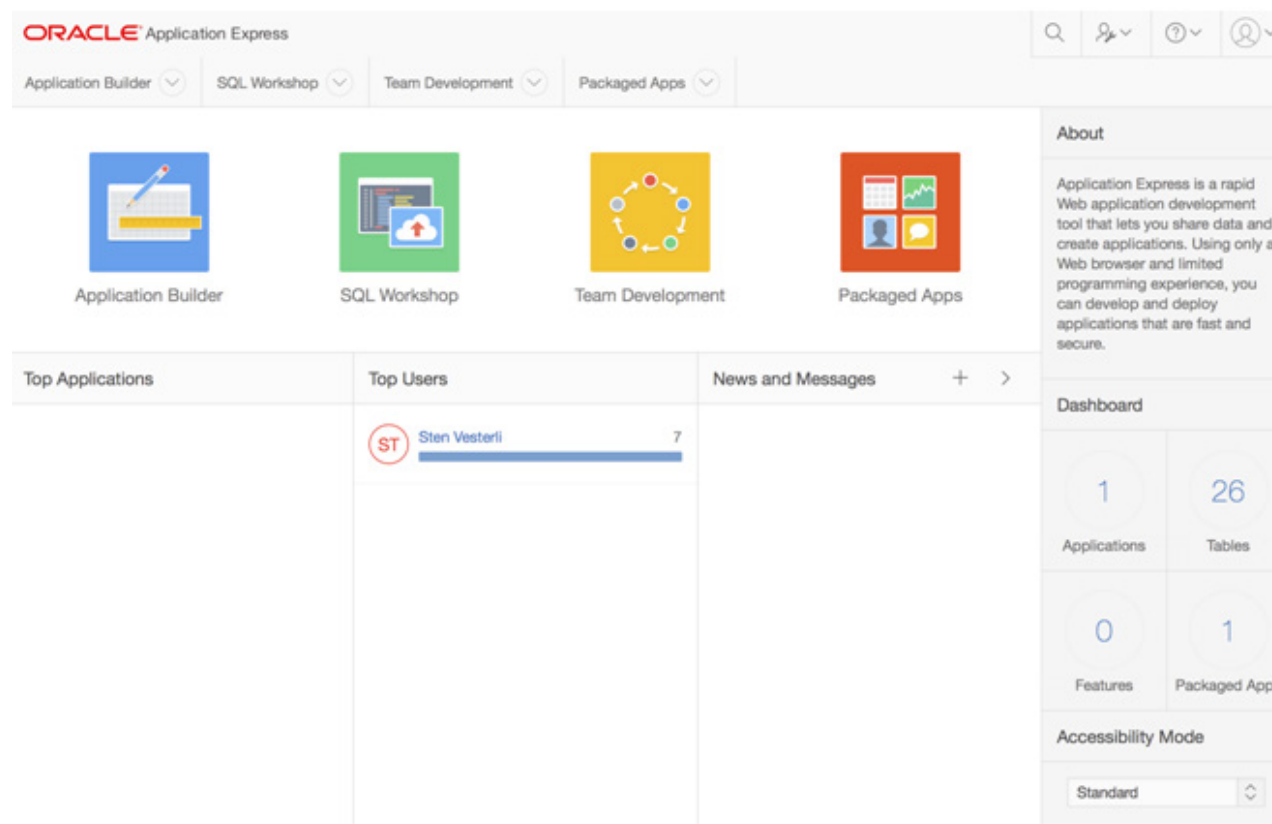 ORACLE Application Express
Application Builder
SQL Workshop
Team Development
Packaged Apps
Application Builder
SQL Workshop
Team Development
Packaged Apps
Top Applications
Top Users
ST
Sten Vesterli
7
News and Messages
About
Application Express is a rapid
Web application development
tool that lets you share data and
create applications. Using only a
Web browser and limited
programming experience, you
can develop and deploy
applications that are fast and
secure.
Dashboard
1
Applications
26
Tables
0
Features
1
Packaged App
Accessibility Mode
Standard